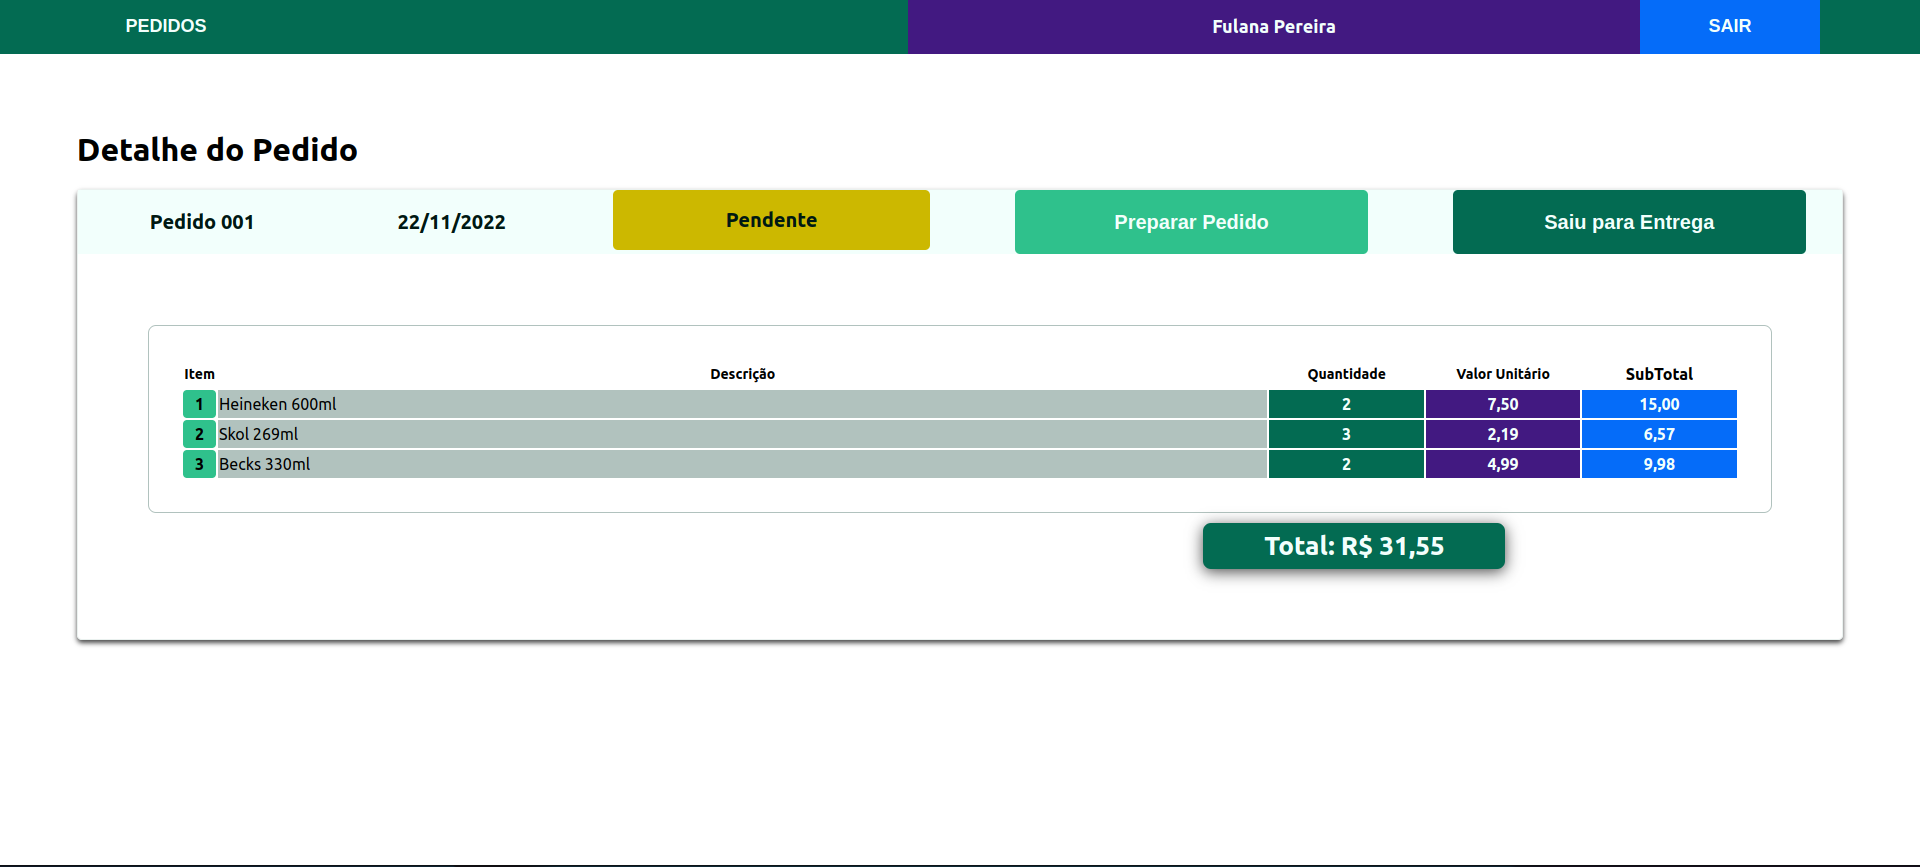 PEDIDOS Fulana Pereira SAIR
Detalhe do Pedido
Pedido 001 22/11/2022 Pendente Preparar Pedido Saiu para Entrega
Item Descrição Quantidade Valor Unitário SubTotal
1 Heineken 600ml 2 7,50 15,00
2 Skol 269ml 3 2,19 6,57
3 Becks 330ml 2 4,99 9,98
Total: R$ 31,55